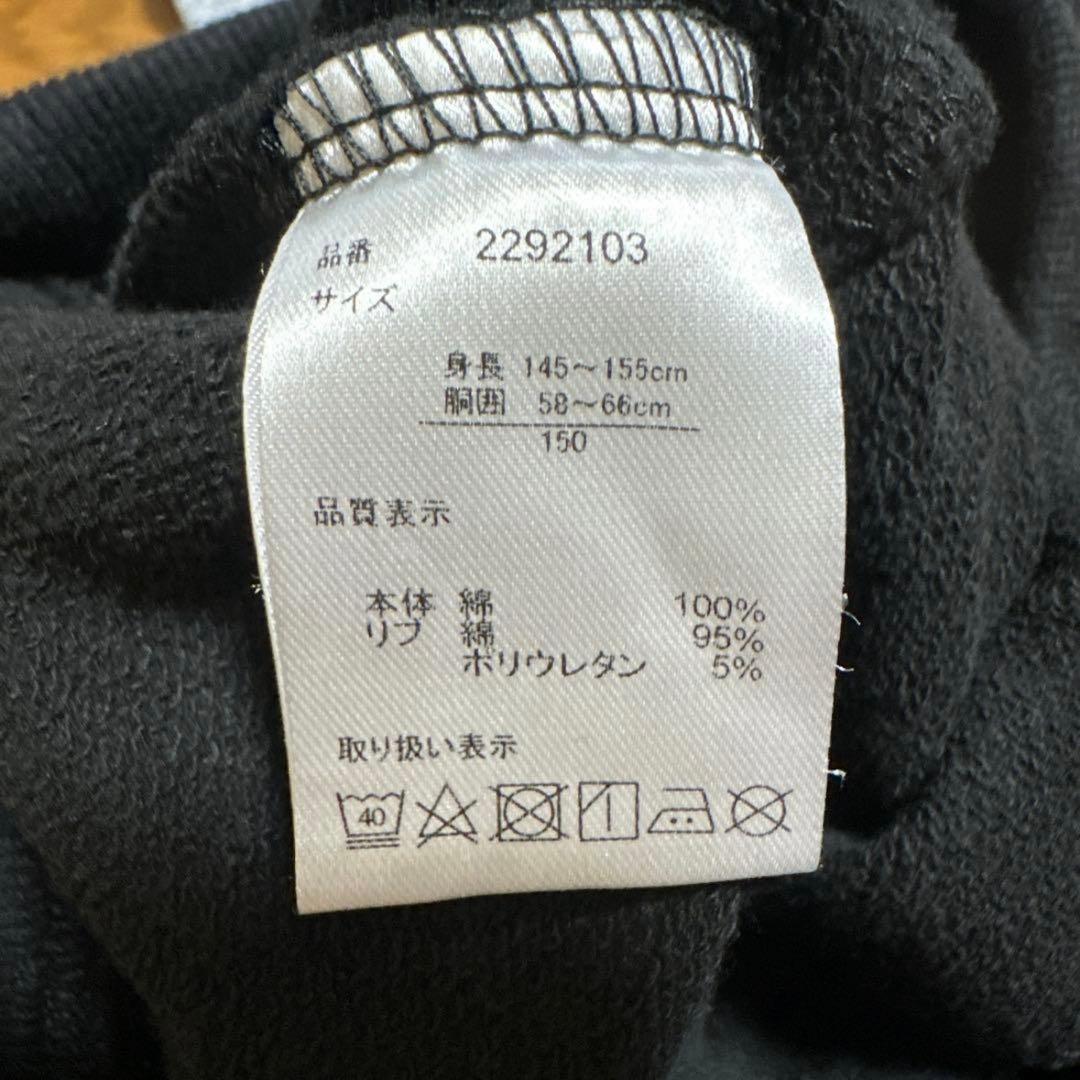 品番 2292103
サイズ
身長 145～155cm
胴囲 58～66cm
150
品質表示
本体 綿 100%
リブ 綿 95%
ポリウレタン 5%
取り扱い表示
40